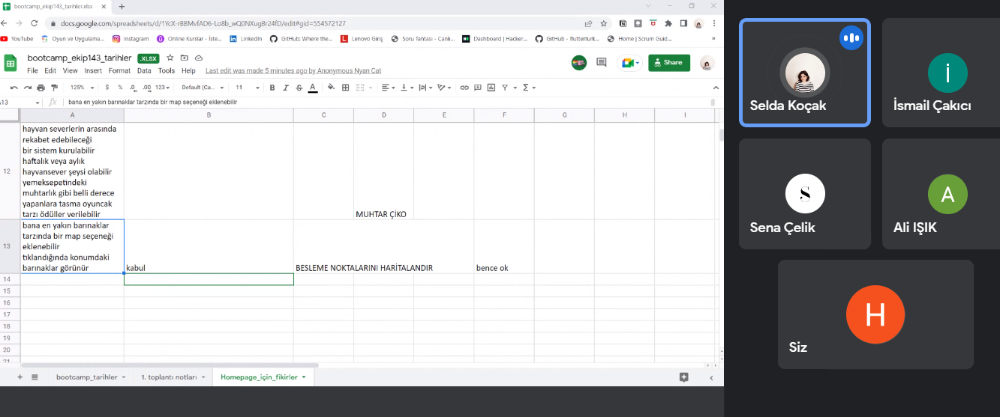 bootcamp_ekip143_tarihler.xlsx
docs.google.com/spreadsheets/d/1YcX-rBBMvfAD6-Lo8b_wQ0NXugBr24fD/edit#gid=554572127
YouTube
Oyun ve Uygulama...
Instagram
Online Kurslar - İste...
LinkedIn
GitHub: Where the...
Lenovo Giriş
Soru Tahtası - Canlı...
Dashboard | Hacker...
GitHub - flutterturk...
Home | Scrum Guid...
bootcamp_ekip143_tarihler .XLSX
File Edit View Insert Format Data Tools Help Last edit was made 5 minutes ago by Anonymous Nyan Cat
Share
125% $ % .0 .00 123 Default (Ca... 11 B I S A
A13 fx bana en yakın barınaklar tarzında bir map seçeneği eklenebilir
A B C D E F G H I
12
hayvan severlerin arasında
rekabet edebileceği
bir sistem kurulabilir
haftalık veya aylık
hayvansever şeysi olabilir
yemeksepetindeki
muhtarlık gibi belli derece
yapanlara tasma oyuncak
tarzı ödüller verilebilir
MUHTAR ÇİKO
13
bana en yakın barınaklar
tarzında bir map seçeneği
eklenebilir
tıklandığında konumdaki
barınaklar görünür
kabul
BESLEME NOKTALARINI HARİTALANDIR
bence ok
14
15
16
17
18
19
20
21
bootcamp_tarihler
1. toplantı notları
Homepage_için_fikirler
Selda Koçak
İ
İsmail Çakıcı
S
Sena Çelik
A
Ali IŞIK
H
Siz